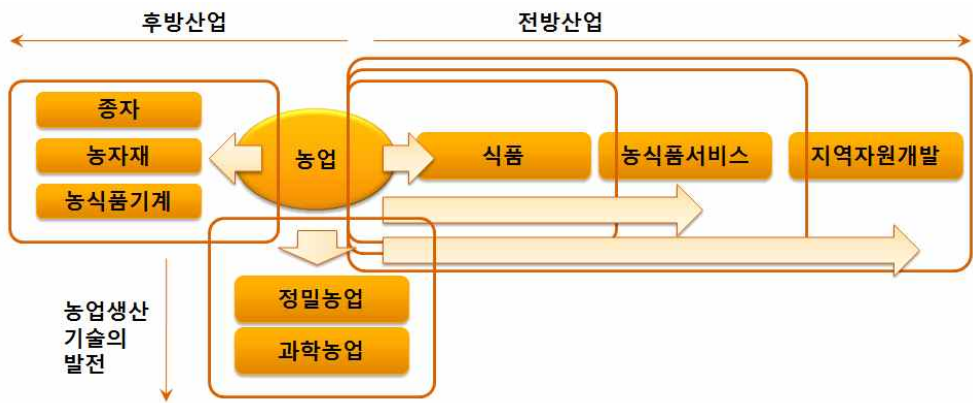 후방산업
전방산업
종자
농자재
농식품기계
농업
식품
농식품서비스
지역자원개발
정밀농업
과학농업
농업생산
기술의
발전